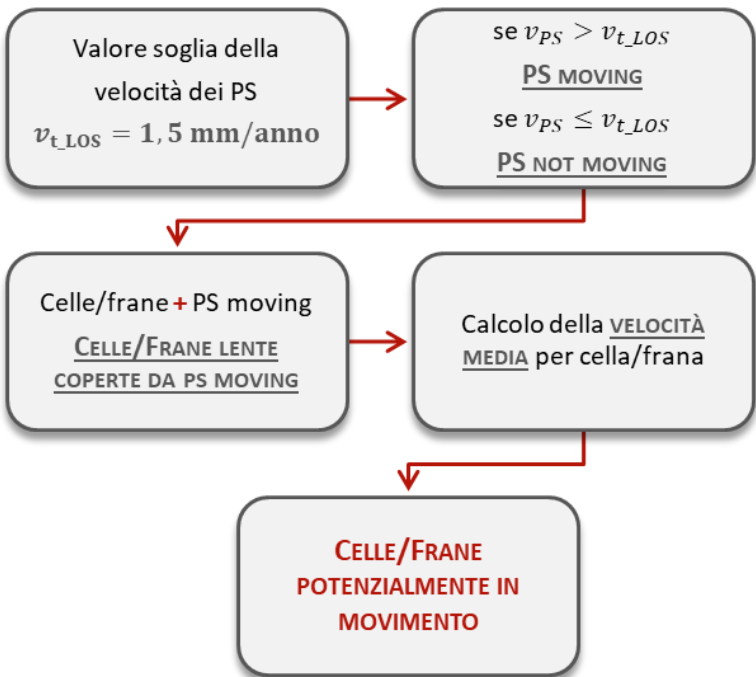 Valore soglia della
velocità dei PS
v_t_LOS = 1, 5 mm/anno
se v_PS > v_t_LOS
PS MOVING
se v_PS ≤ v_t_LOS
PS NOT MOVING
Celle/frane + PS moving
CELLE/FRANE LENTE
COPERTE DA PS MOVING
Calcolo della VELOCITÀ
MEDIA per cella/frana
CELLE/FRANE
POTENZIALMENTE IN
MOVIMENTO